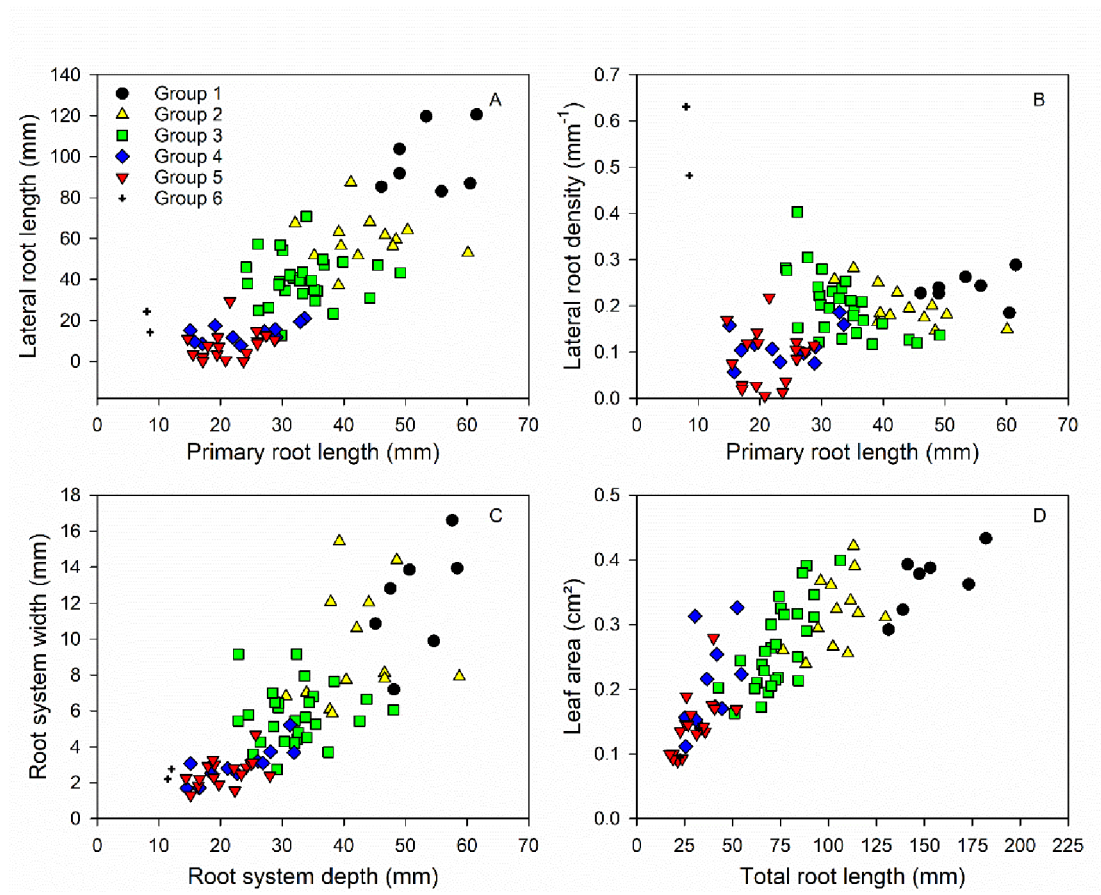 A
Group 1
Group 2
Group 3
Group 4
Group 5
Group 6
Lateral root length (mm)
140
120
100
80
60
40
20
0
0 10 20 30 40 50 60 70
Primary root length (mm)
B
Lateral root density (mm⁻¹)
0.7
0.6
0.5
0.4
0.3
0.2
0.1
0.0
0 10 20 30 40 50 60 70
Primary root length (mm)
C
Root system width (mm)
18
16
14
12
10
8
6
4
2
0
0 10 20 30 40 50 60 70
Root system depth (mm)
D
Leaf area (cm²)
0.5
0.4
0.3
0.2
0.1
0.0
0 25 50 75 100 125 150 175 200 225
Total root length (mm)